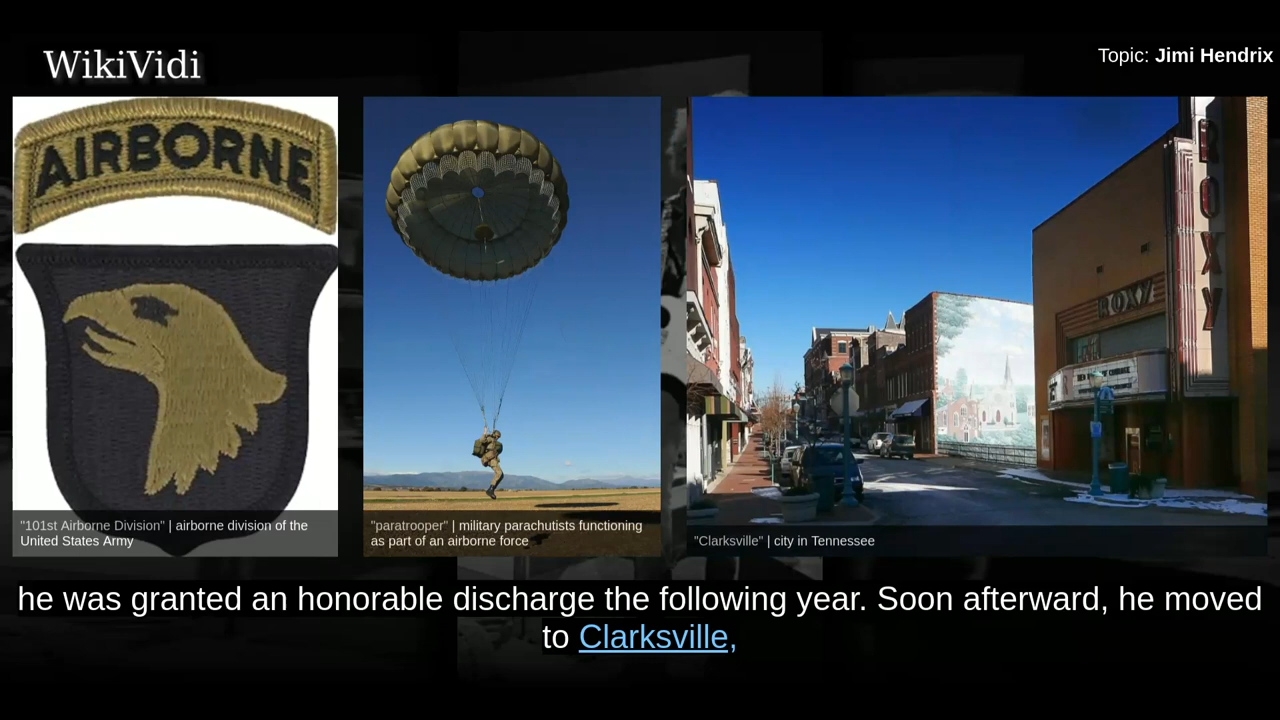 WikiVidi
Topic: Jimi Hendrix
AIRBORNE
ROXY
ROXY
"101st Airborne Division" | airborne division of the
United States Army
"paratrooper" | military parachutists functioning
as part of an airborne force
"Clarksville" | city in Tennessee
he was granted an honorable discharge the following year. Soon afterward, he moved
to Clarksville,